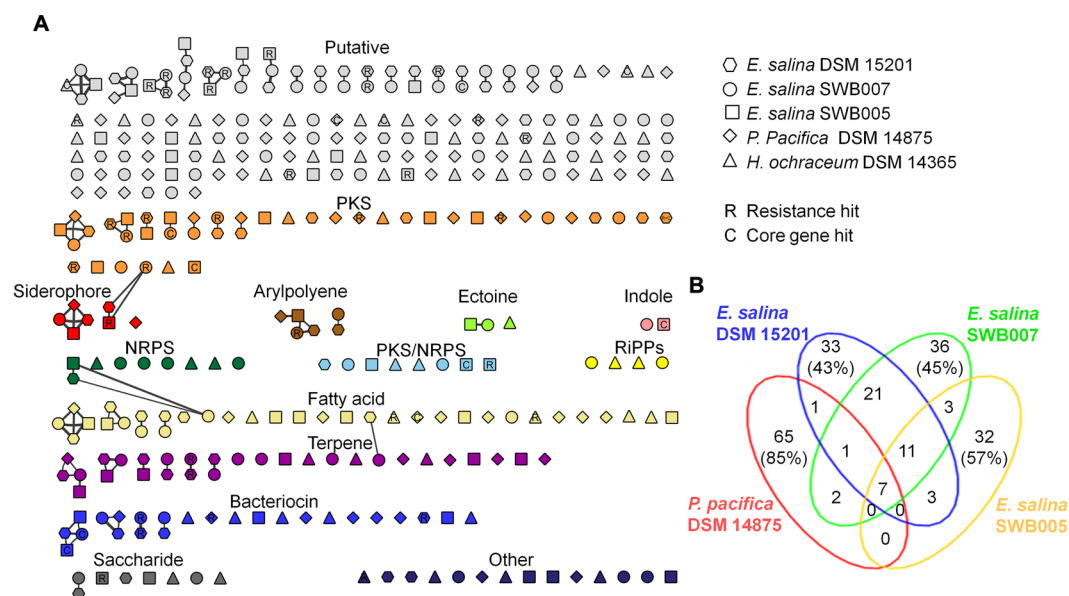 A
Putative
E. salina DSM 15201
E. salina SWB007
E. salina SWB005
P. Pacifica DSM 14875
H. ochraceum DSM 14365
R Resistance hit
C Core gene hit
PKS
Siderophore
Arylpolyene
Ectoine
Indole
NRPS
PKS/NRPS
RiPPs
Fatty acid
Terpene
Bacteriocin
Saccharide
Other
B
E. salina
DSM 15201
E. salina
SWB007
33
(43%)
36
(45%)
21
1
3
65
(85%)
1
11
32
(57%)
7
2
0
0
3
0
P. pacifica
DSM 14875
E. salina
SWB005